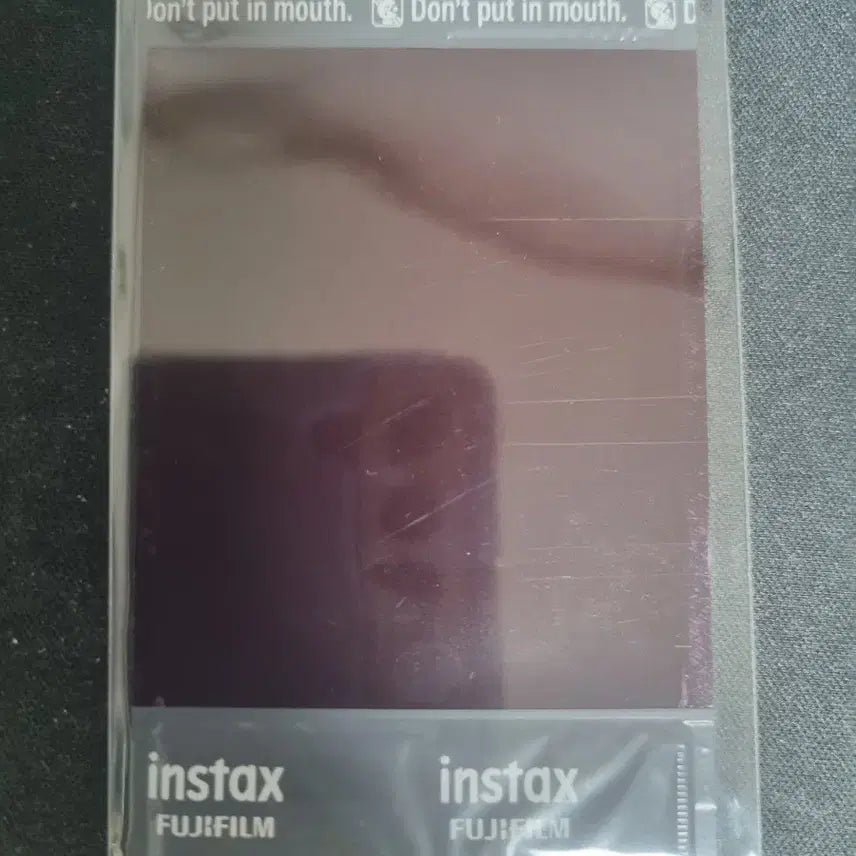 on't put in mouth. Don't put in mouth. D
instax instax
FUJIFILM FUJIFILM